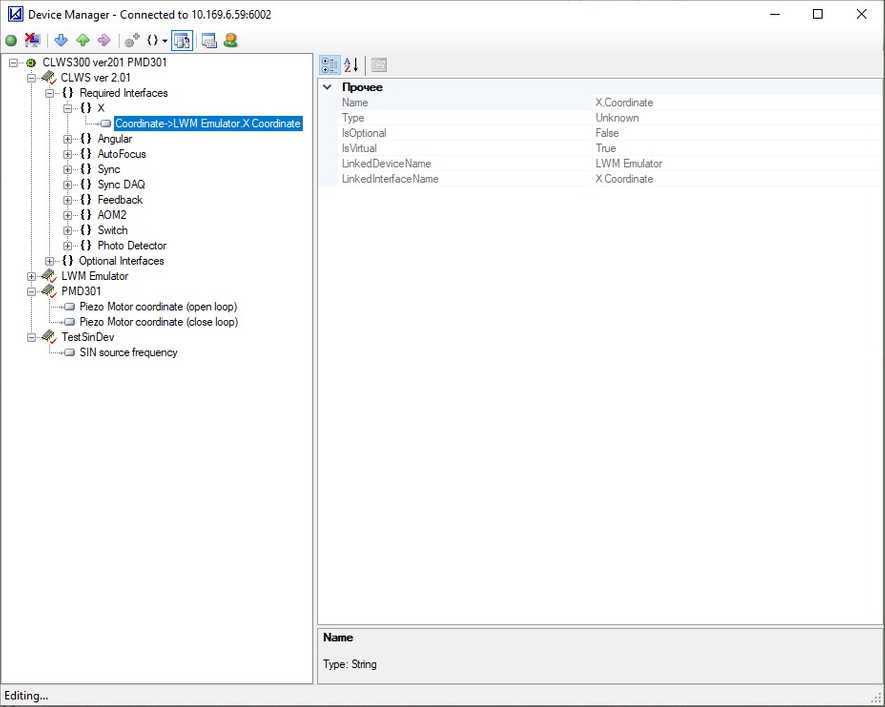 Device Manager - Connected to 10.169.6.59:6002
CLWS300 ver201 PMD301
CLWS ver 2.01
{} Required Interfaces
{} X
Coordinate->LWM Emulator.X Coordinate
{} Angular
{} AutoFocus
{} Sync
{} Sync DAQ
{} Feedback
{} AOM2
{} Switch
{} Photo Detector
{} Optional Interfaces
LWM Emulator
PMD301
Piezo Motor coordinate (open loop)
Piezo Motor coordinate (close loop)
TestSinDev
SIN source frequency
Прочее
Name X.Coordinate
Type Unknown
IsOptional False
IsVirtual True
LinkedDeviceName LWM Emulator
LinkedInterfaceName X Coordinate
Name
Type: String
Editing...